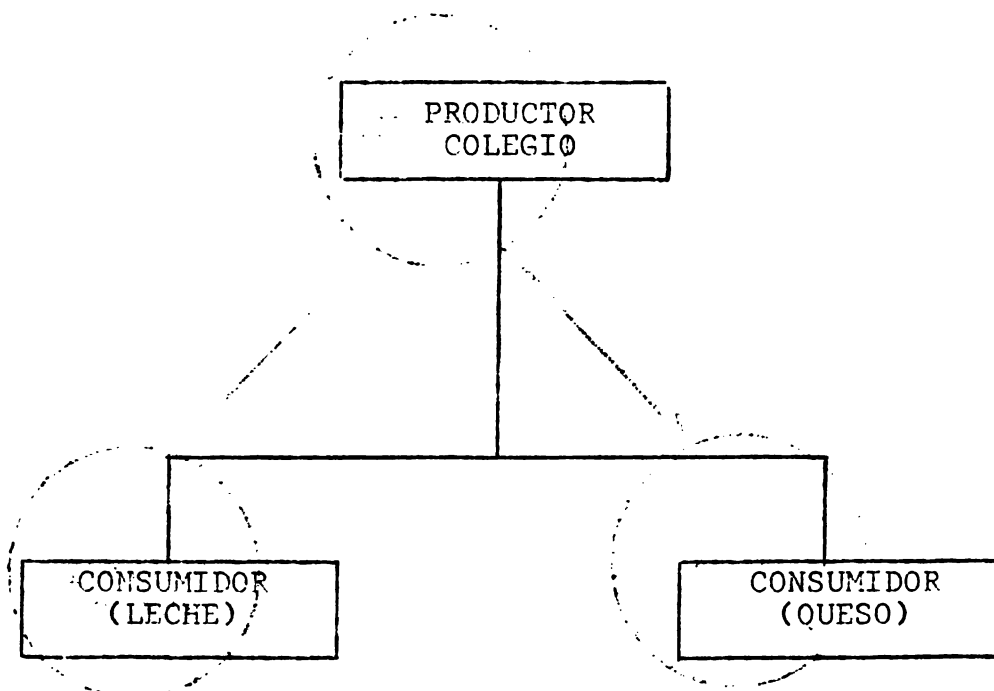 PRODUCTOR
COLEGIO
CONSUMIDOR
(LECHE)
CONSUMIDOR
(QUESO)